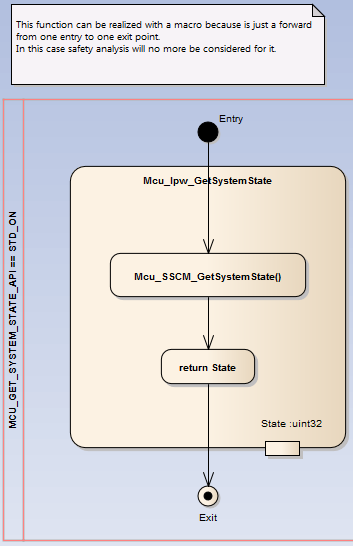 This function can be realized with a macro because is just a forward
from one entry to one exit point.
In this case safety analysis will no more be considered for it.
Entry
Mcu_Ipw_GetSystemState
MCU_GET_SYSTEM_STATE_API == STD_ON
Mcu_SSCM_GetSystemState()
return State
State :uint32
Exit